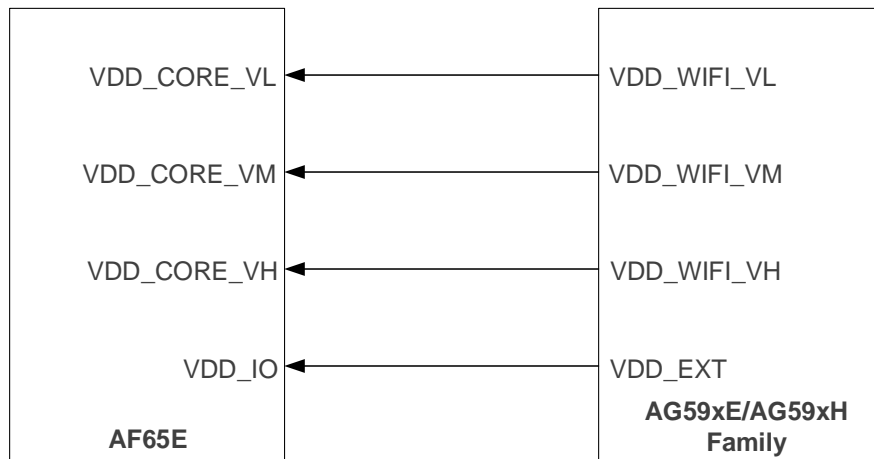 VDD_CORE_VL
VDD_WIFI_VL
VDD_CORE_VM
VDD_WIFI_VM
VDD_CORE_VH
VDD_WIFI_VH
VDD_IO
VDD_EXT
AF65E
AG59xE/AG59xH
Family